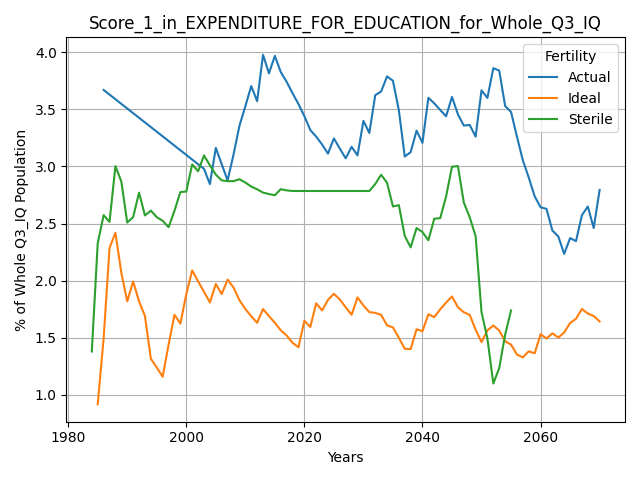 Score_1_in_EXPENDITURE_FOR_EDUCATION_for_Whole_Q3_IQ
Fertility
Actual
Ideal
Sterile
% of Whole Q3_IQ Population
4.0
3.5
3.0
2.5
2.0
1.5
1.0
1980 2000 2020 2040 2060
Years